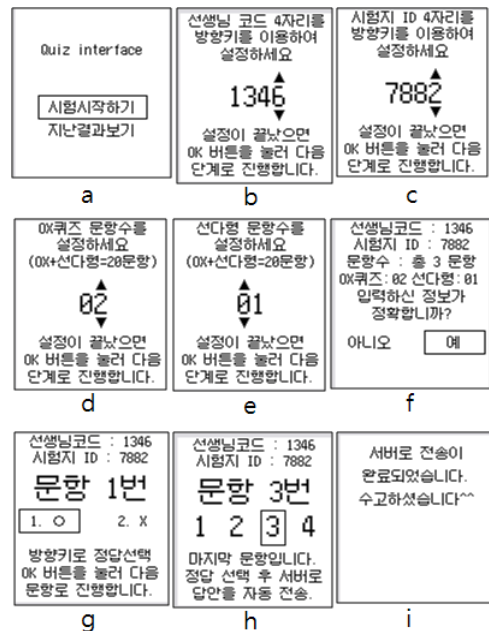 Quiz interface
시험시작하기
지난결과보기
a
선생님 코드 4자리를
방향키를 이용하여
설정하세요
1346
설정이 끝났으면
OK 버튼을 눌러 다음
단계로 진행합니다.
b
시험지 ID 4자리를
방향키를 이용하여
설정하세요
7882
설정이 끝났으면
OK 버튼을 눌러 다음
단계로 진행합니다.
c
OX퀴즈 문항수를
설정하세요
(OX+선다형=20문항)
02
설정이 끝났으면
OK 버튼을 눌러 다음
단계로 진행합니다.
d
선다형 문항수를
설정하세요
(OX+선다형=20문항)
01
설정이 끝났으면
OK 버튼을 눌러 다음
단계로 진행합니다.
e
선생님코드 : 1346
시험지 ID : 7882
문항수 : 총 3 문항
OX퀴즈:02 선다형:01
입력하신 정보가
정확합니까?
아니오 예
f
선생님코드 : 1346
시험지 ID : 7882
문항 1번
1. O 2. X
방향키로 정답선택
OK 버튼을 눌러 다음
문항로 진행합니다.
g
선생님코드 : 1346
시험지 ID : 7882
문항 3번
1 2 3 4
마지막 문항입니다.
정답 선택 후 서버로
답안을 자동 전송.
h
서버로 전송이
완료되었습니다.
수고하셨습니다^^
i